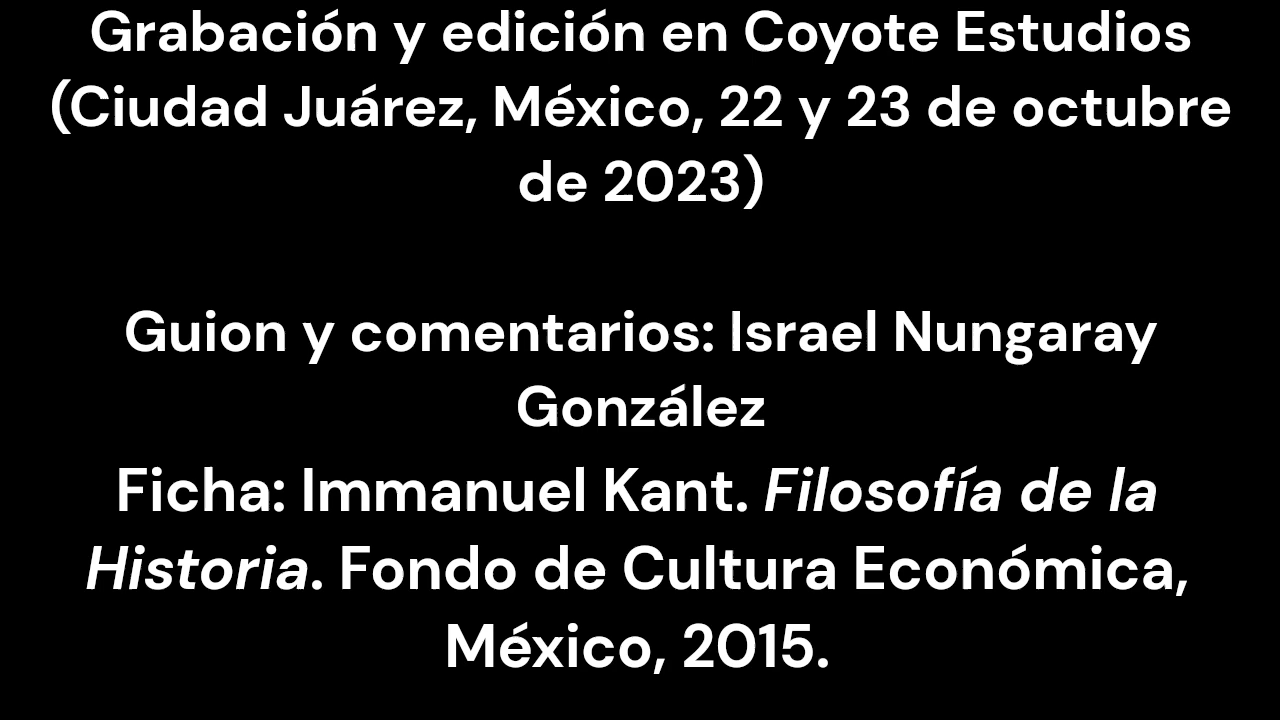 Grabación y edición en Coyote Estudios
(Ciudad Juárez, México, 22 y 23 de octubre
de 2023)
Guion y comentarios: Israel Nungaray
González
Ficha: Immanuel Kant. Filosofía de la
Historia. Fondo de Cultura Económica,
México, 2015.